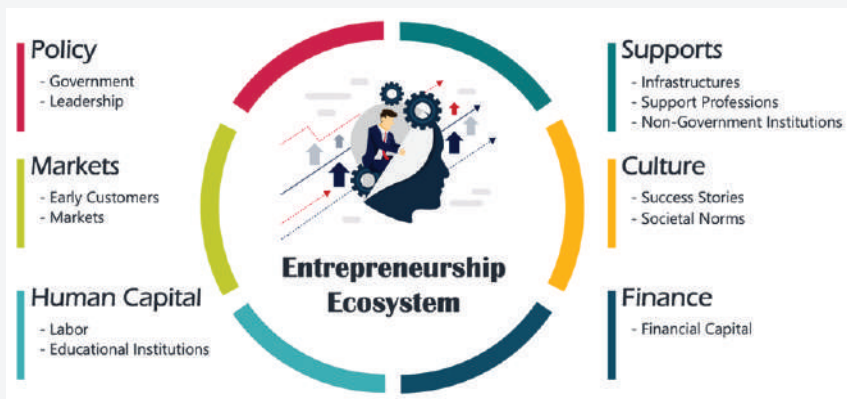 Policy
- Government
- Leadership
Markets
- Early Customers
- Markets
Human Capital
- Labor
- Educational Institutions
Entrepreneurship
Ecosystem
Supports
- Infrastructures
- Support Professions
- Non-Government Institutions
Culture
- Success Stories
- Societal Norms
Finance
- Financial Capital